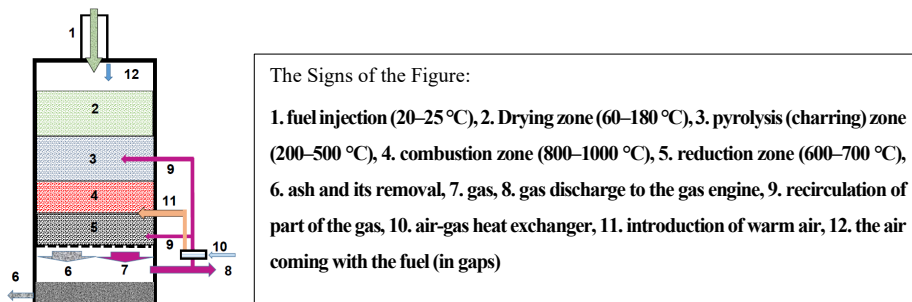 1
12
2
3
9
11
4
5
9
10
6
7
8
6
The Signs of the Figure:
1. fuel injection (20–25 °C), 2. Drying zone (60–180 °C), 3. pyrolysis (charring) zone
(200–500 °C), 4. combustion zone (800–1000 °C), 5. reduction zone (600–700 °C),
6. ash and its removal, 7. gas, 8. gas discharge to the gas engine, 9. recirculation of
part of the gas, 10. air-gas heat exchanger, 11. introduction of warm air, 12. the air
coming with the fuel (in gaps)